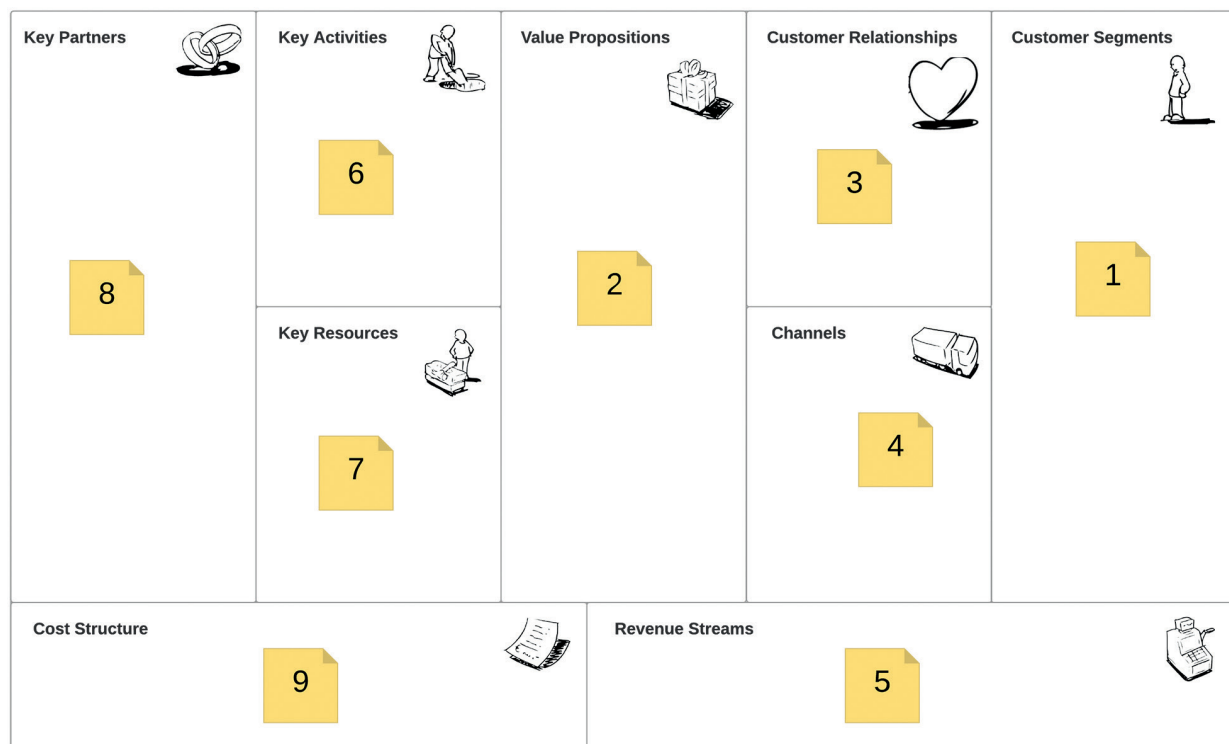 Key Partners
8
Key Activities
6
Key Resources
7
Value Propositions
2
Customer Relationships
3
Channels
4
Customer Segments
1
Cost Structure
9
Revenue Streams
5